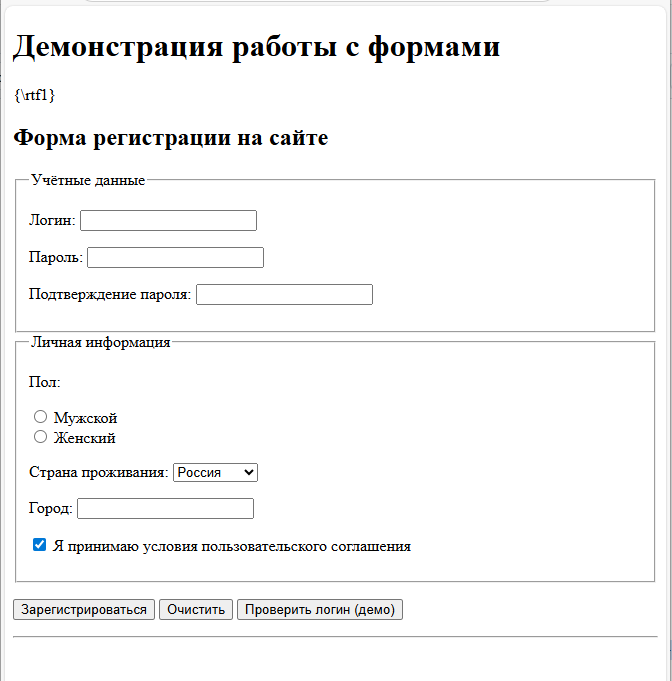 Демонстрация работы с формами
{\rtf1}
Форма регистрации на сайте
Учётные данные
Логин:
Пароль:
Подтверждение пароля:
Личная информация
Пол:
Мужской
Женский
Страна проживания: Россия
Город:
Я принимаю условия пользовательского соглашения
Зарегистрироваться Очистить Проверить логин (демо)